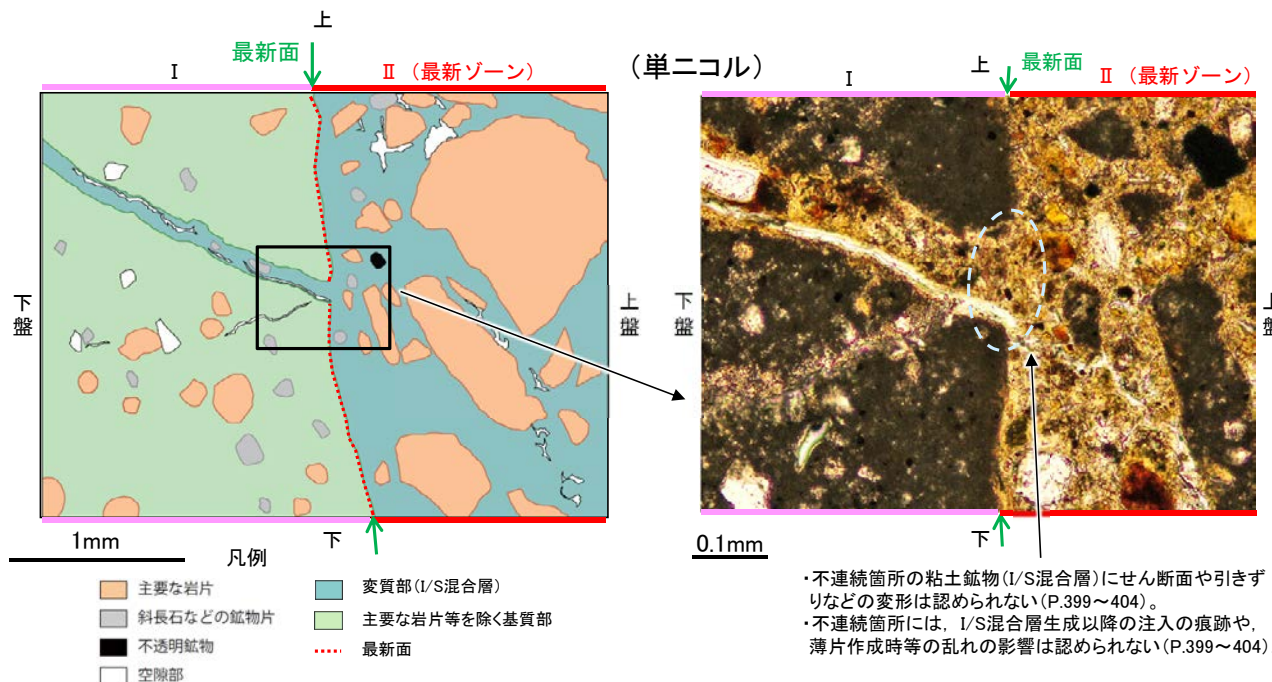 上
最新面
Ⅰ
Ⅱ（最新ゾーン）
下盤
上盤
下
1mm
凡例
主要な岩片
斜長石などの鉱物片
不透明鉱物
空隙部
変質部(I/S混合層)
主要な岩片等を除く基質部
最新面
(単ニコル)
Ⅰ
上
最新面
Ⅱ（最新ゾーン）
下盤
上盤
下
0.1mm
・不連続箇所の粘土鉱物(I/S混合層)にせん断面や引きず
りなどの変形は認められない(P.399～404)。
・不連続箇所には，I/S混合層生成以降の注入の痕跡や，
薄片作成時等の乱れの影響は認められない(P.399～404)